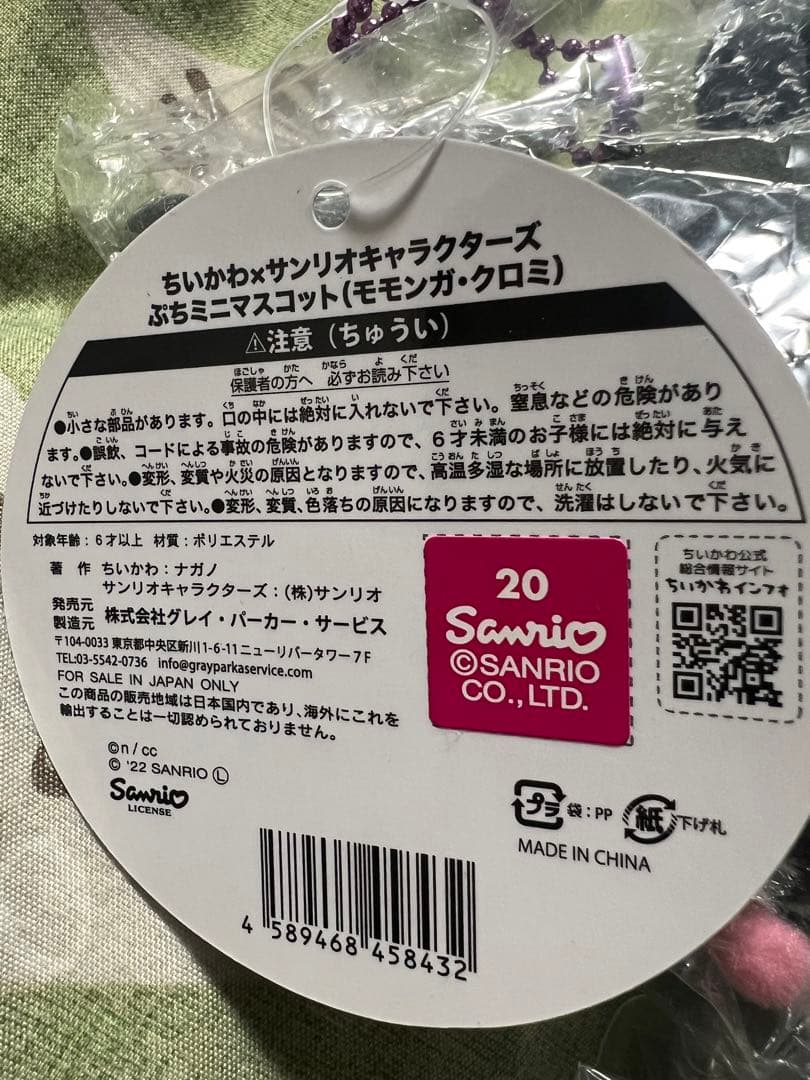 ちいかわ×サンリオキャラクターズ
ぷちミニマスコット(モモンガ・クロミ)
⚠注意(ちゅうい)
保護者の方へ 必ずお読み下さい
●小さな部品があります。口の中には絶対に入れないで下さい。窒息などの危険があり
ます。●誤飲、コードによる事故の危険がありますので、6才未満のお子様には絶対に与え
ないで下さい。●変形、変質や火災の原因となりますので、高温多湿な場所に放置したり、火気に
近づけたりしないで下さい。●変形、変質、色落ちの原因になりますので、洗濯はしないで下さい。
対象年齢:6才以上 材質:ポリエステル
著 作 ちいかわ:ナガノ
サンリオキャラクターズ:(株)サンリオ
発売元
製造元 株式会社グレイ・パーカー・サービス
〒104-0033 東京都中央区新川1-6-11ニューリバータワー7F
TEL:03-5542-0736 info@grayparkaservice.com
FOR SALE IN JAPAN ONLY
この商品の販売地域は日本国内であり、海外にこれを
輸出することは一切認められておりません。
©n / cc
© '22 SANRIO Ⓛ
Sanrio
LICENSE
20
Sanrio
©SANRIO
CO.,LTD.
ちいかわ公式
総合情報サイト
ちいかわインフォ
プラ 袋:PP 紙 下げ札
MADE IN CHINA
4 589468 458432